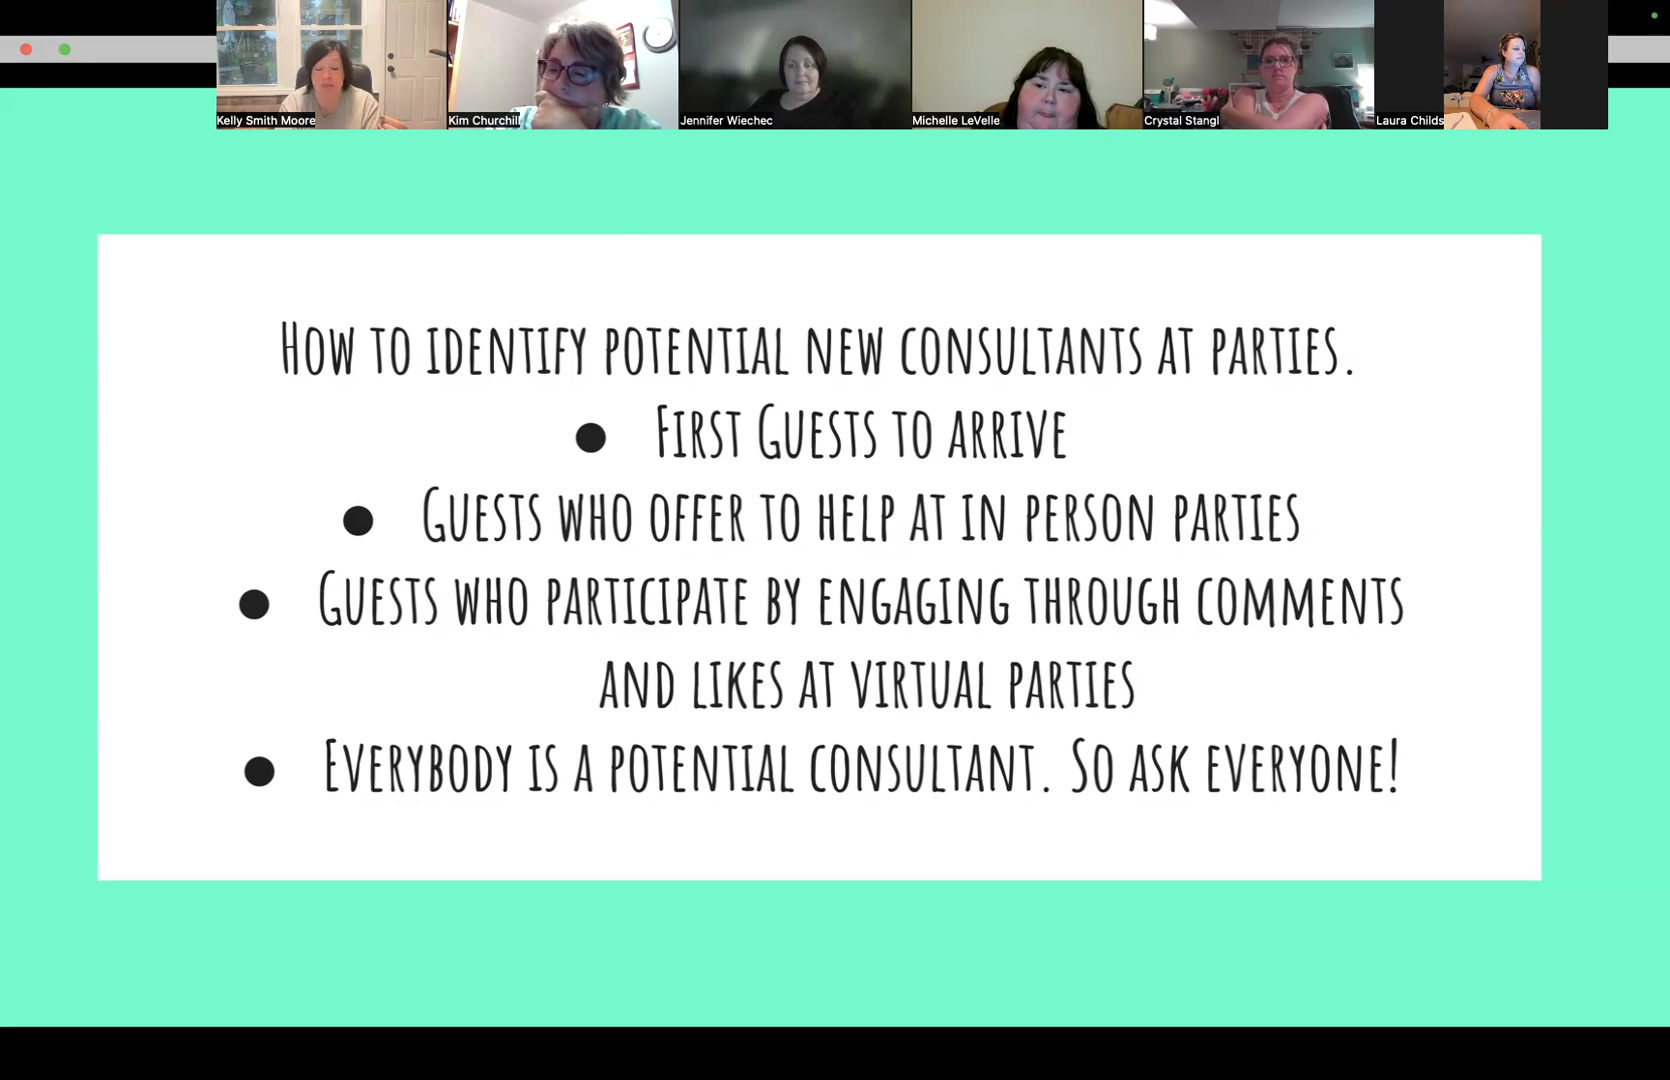 Kelly Smith Moore
Kim Churchill
Jennifer Wiechec
Michelle LeVelle
Crystal Stangl
Laura Childs
How to identify potential new consultants at parties.
● First Guests to arrive
● Guests who offer to help at in person parties
● Guests who participate by engaging through comments
and likes at virtual parties
● Everybody is a potential consultant. So ask everyone!